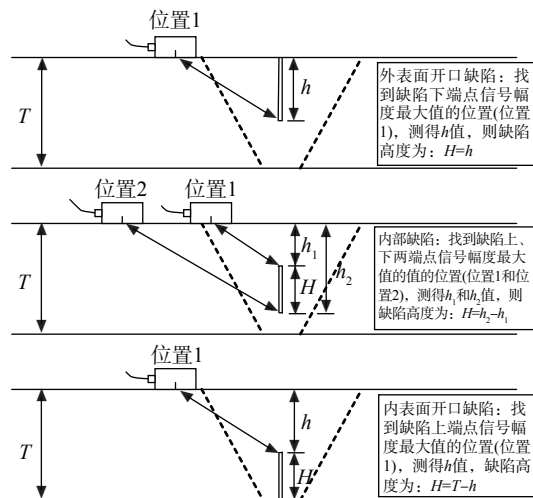 位置1
T
h
外表面开口缺陷：找
到缺陷下端点信号幅
度最大值的位置(位置
1)，测得h值，则缺陷
高度为：H=h
位置2
位置1
T
h₁
H
h₂
内部缺陷：找到缺陷上、
下两端点信号幅度最大
值的值的位置(位置1和位
置2)，测得h₁和h₂值，则
缺陷高度为：H=h₂-h₁
位置1
T
h
H
内表面开口缺陷：找
到缺陷上端点信号幅
度最大值的位置(位置
1)，测得h值，缺陷高
度为：H=T-h